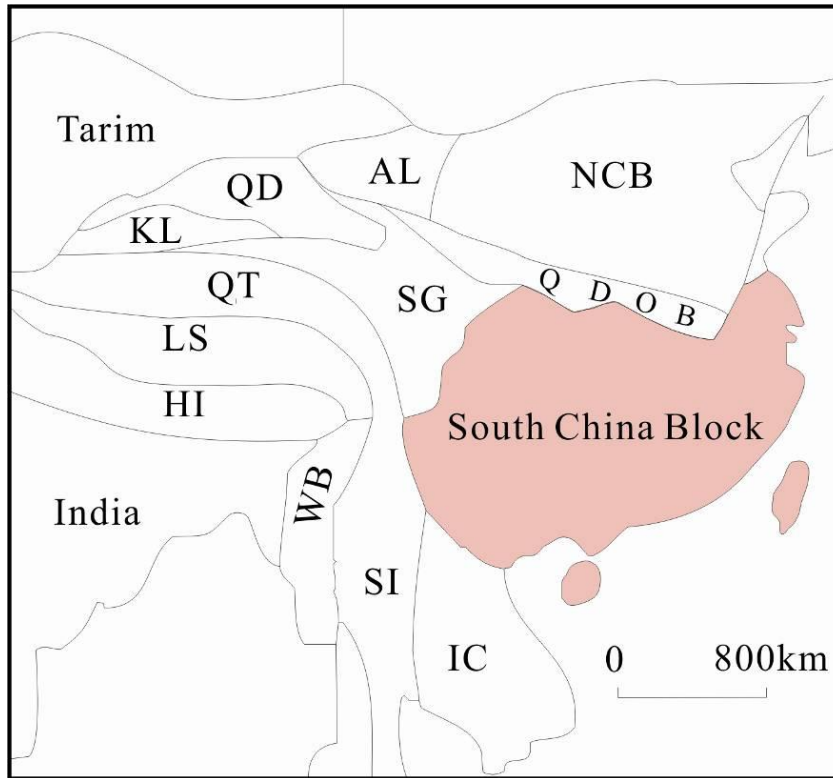 Tarim
AL
NCB
QD
KL
QT
SG
Q D O B
LS
HI
South China Block
WB
India
SI
IC
0 800km